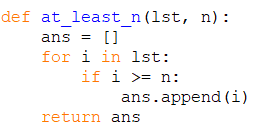 def at_least_n(lst, n):
    ans = []
    for i in lst:
        if i >= n:
            ans.append(i)
    return ans